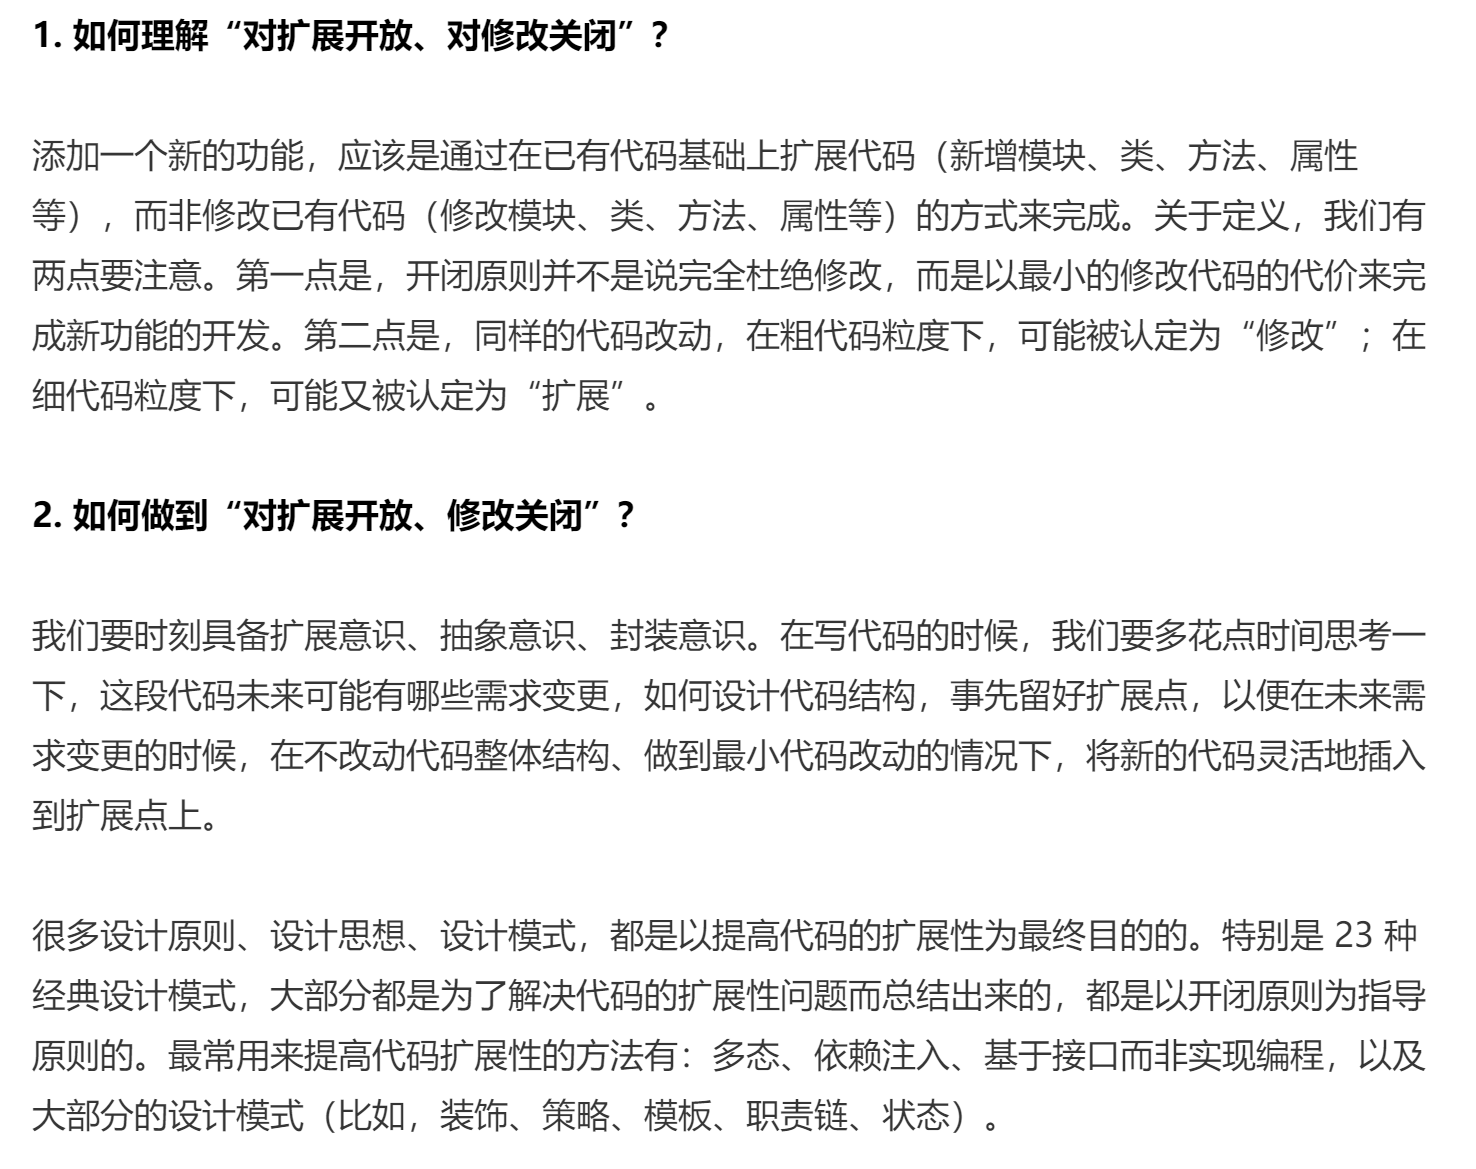 1. 如何理解“对扩展开放、对修改关闭”?
添加一个新的功能，应该是通过在已有代码基础上扩展代码（新增模块、类、方法、属性
等），而非修改已有代码（修改模块、类、方法、属性等）的方式来完成。关于定义，我们有
两点要注意。第一点是，开闭原则并不是说完全杜绝修改，而是以最小的修改代码的代价来完
成新功能的开发。第二点是，同样的代码改动，在粗代码粒度下，可能被认定为“修改”；在
细代码粒度下，可能又被认定为“扩展”。
2. 如何做到“对扩展开放、修改关闭”?
我们要时刻具备扩展意识、抽象意识、封装意识。在写代码的时候，我们要多花点时间思考一
下，这段代码未来可能有哪些需求变更，如何设计代码结构，事先留好扩展点，以便在未来需
求变更的时候，在不改动代码整体结构、做到最小代码改动的情况下，将新的代码灵活地插入
到扩展点上。
很多设计原则、设计思想、设计模式，都是以提高代码的扩展性为最终目的的。特别是 23 种
经典设计模式，大部分都是为了解决代码的扩展性问题而总结出来的，都是以开闭原则为指导
原则的。最常用来提高代码扩展性的方法有：多态、依赖注入、基于接口而非实现编程，以及
大部分的设计模式（比如，装饰、策略、模板、职责链、状态）。